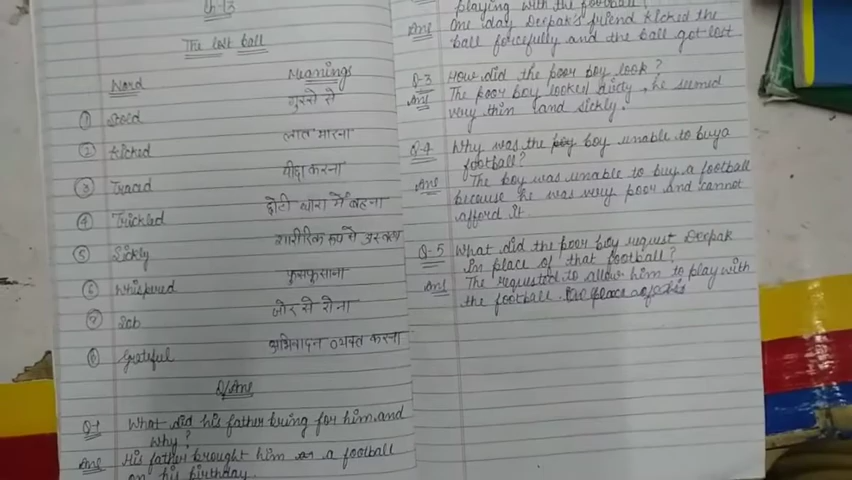 Ch-13
The lost ball
Word Meanings
① Stold गुस्से से
② Kicked लात मारना
③ Traced पीछा करना
④ Trickled छोटी धारा में बहना
⑤ Sickly शारीरिक रूप से अस्वस्थ
⑥ Whispered फुसफुसाना
⑦ Sob जोर से रोना
⑧ Grateful अभिवादन व्यक्त करना
Q/Ans
Q-1 What did his father bring for him and
why?
Ans His father brought him a football
on his birthday.
playing with the football?
Ans One day Deepak's friend kicked the
ball forcefully and the ball got lost
Q-3 How did the poor boy look?
Ans The poor boy looked dirty, he seemed
very thin and sickly.
Q-4 Why was the boy unable to buy a
football?
Ans The boy was unable to buy a football
because he was very poor and cannot
afford it.
Q-5 What did the poor boy request Deepak
in place of that football?
Ans The requested to allow him to play with
the football.